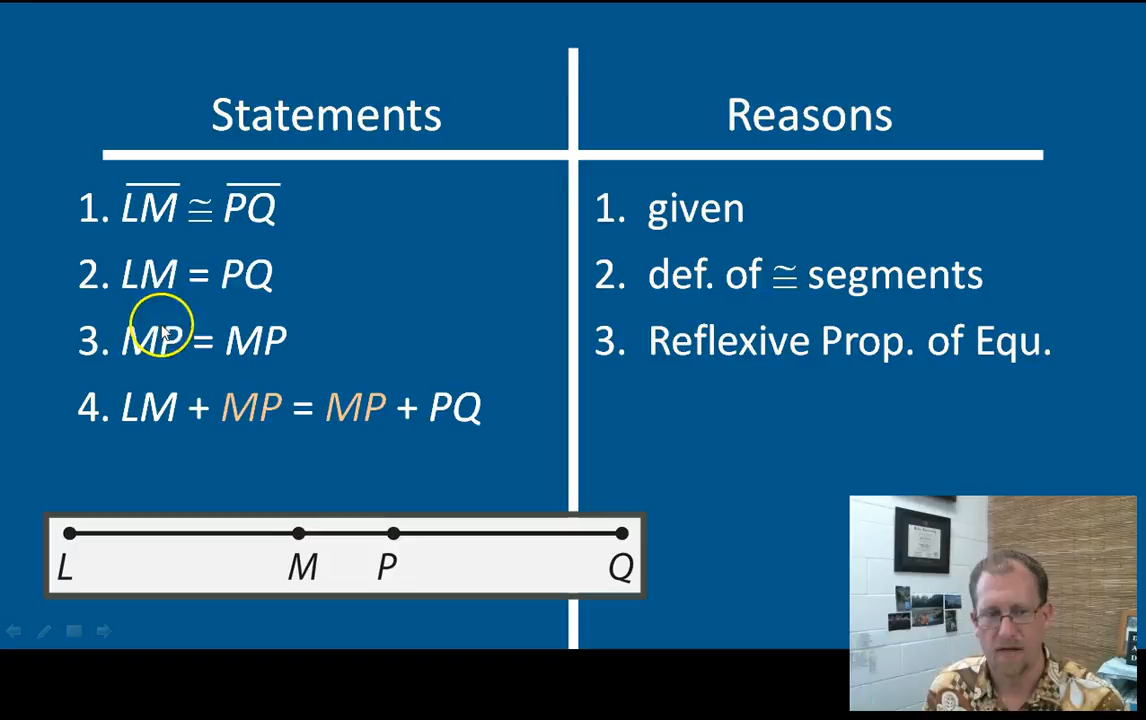 Statements Reasons
1. LM ≅ PQ 1. given
2. LM = PQ 2. def. of ≅ segments
3. MP = MP 3. Reflexive Prop. of Equ.
4. LM + MP = MP + PQ
L M P Q